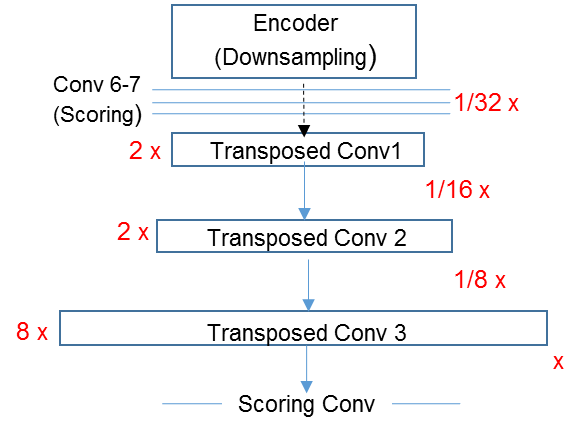 Encoder
(Downsampling)
Conv 6-7
(Scoring)
1/32 x
2 x
Transposed Conv1
1/16 x
2 x
Transposed Conv 2
1/8 x
8 x
Transposed Conv 3
x
Scoring Conv